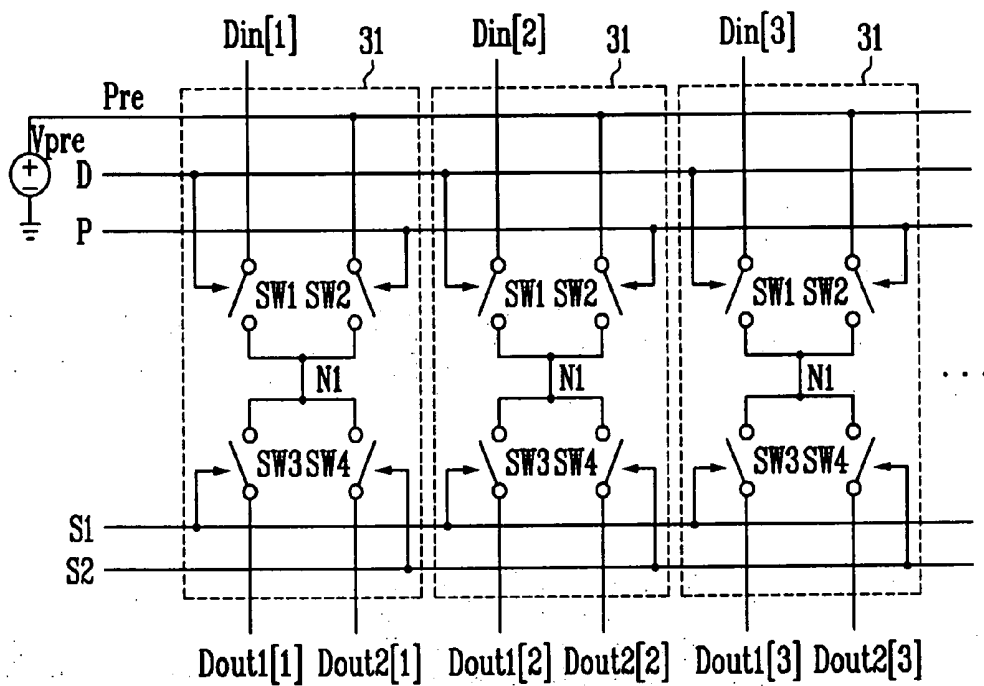 Din[1] 31 Din[2] 31 Din[3] 31
Pre
Vpre
+
−
D
P
SW1 SW2 SW1 SW2 SW1 SW2
N1 N1 N1
. . .
SW3 SW4 SW3 SW4 SW3 SW4
S1
S2
Dout1[1] Dout2[1] Dout1[2] Dout2[2] Dout1[3] Dout2[3]